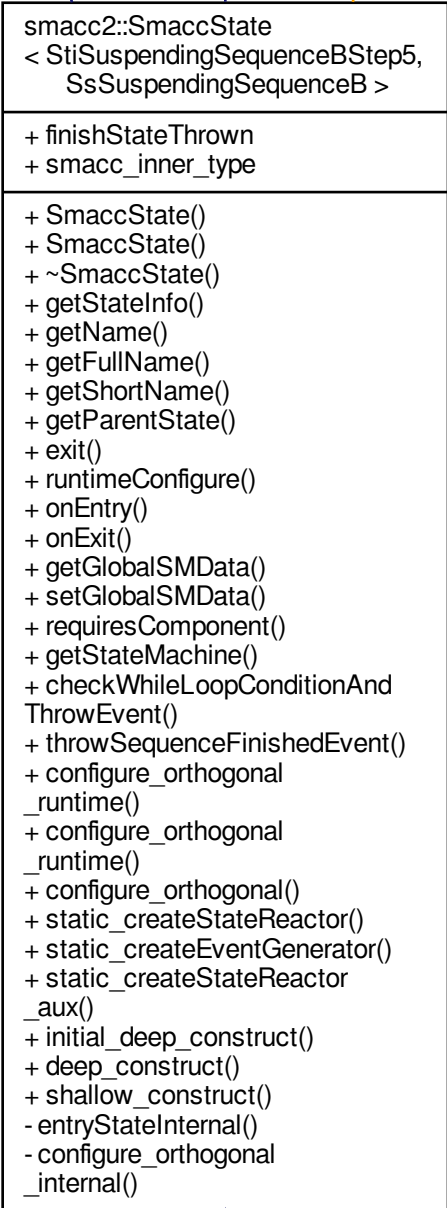 smacc2::SmaccState
< StiSuspendingSequenceBStep5,
SsSuspendingSequenceB >
+ finishStateThrown
+ smacc_inner_type
+ SmaccState()
+ SmaccState()
+ ~SmaccState()
+ getStateInfo()
+ getName()
+ getFullName()
+ getShortName()
+ getParentState()
+ exit()
+ runtimeConfigure()
+ onEntry()
+ onExit()
+ getGlobalSMData()
+ setGlobalSMData()
+ requiresComponent()
+ getStateMachine()
+ checkWhileLoopConditionAnd
ThrowEvent()
+ throwSequenceFinishedEvent()
+ configure_orthogonal
_runtime()
+ configure_orthogonal
_runtime()
+ configure_orthogonal()
+ static_createStateReactor()
+ static_createEventGenerator()
+ static_createStateReactor
_aux()
+ initial_deep_construct()
+ deep_construct()
+ shallow_construct()
- entryStateInternal()
- configure_orthogonal
_internal()